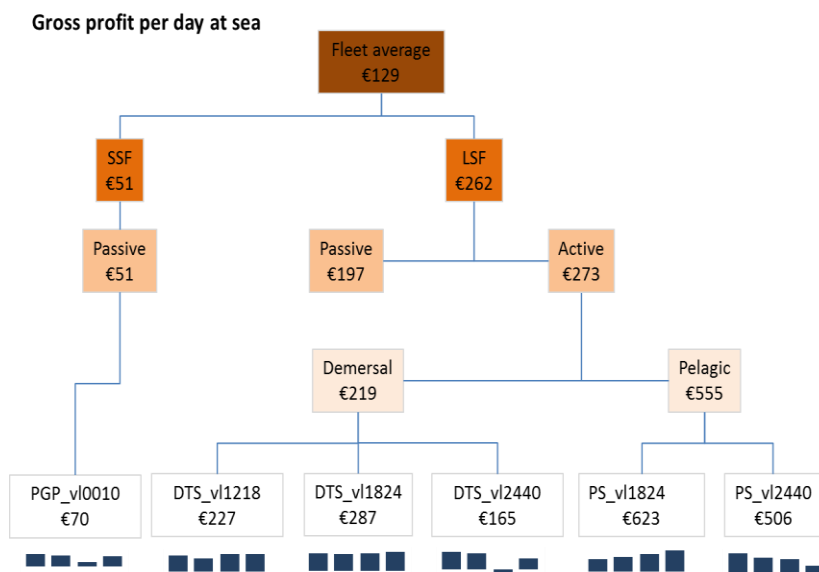 Gross profit per day at sea
Fleet average
€129
SSF
€51
LSF
€262
Passive
€51
Passive
€197
Active
€273
Demersal
€219
Pelagic
€555
PGP_vl0010
€70
DTS_vl1218
€227
DTS_vl1824
€287
DTS_vl2440
€165
PS_vl1824
€623
PS_vl2440
€506